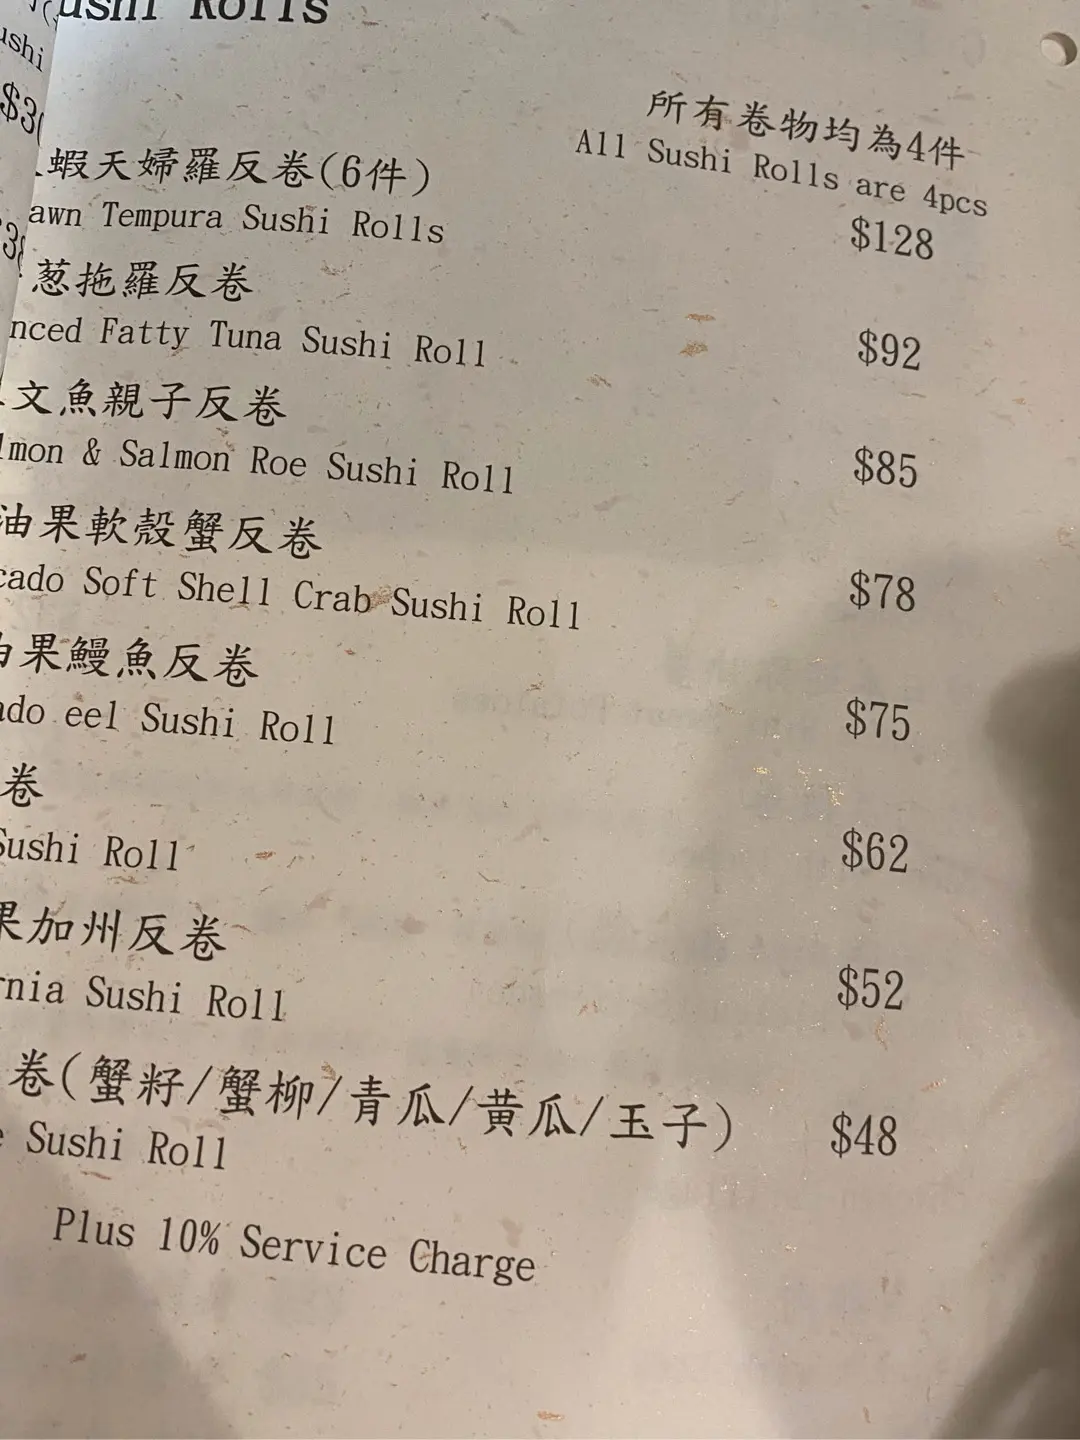 Sushi Rolls
所有卷物均為4件
All Sushi Rolls are 4pcs
蝦天婦羅反卷(6件)
awn Tempura Sushi Rolls $128
葱拖羅反卷
nced Fatty Tuna Sushi Roll $92
文魚親子反卷
lmon & Salmon Roe Sushi Roll $85
油果軟殼蟹反卷
cado Soft Shell Crab Sushi Roll $78
油果鰻魚反卷
ado eel Sushi Roll $75
卷
Sushi Roll $62
果加州反卷
rnia Sushi Roll $52
卷(蟹籽/蟹柳/青瓜/黄瓜/玉子) $48
e Sushi Roll
Plus 10% Service Charge